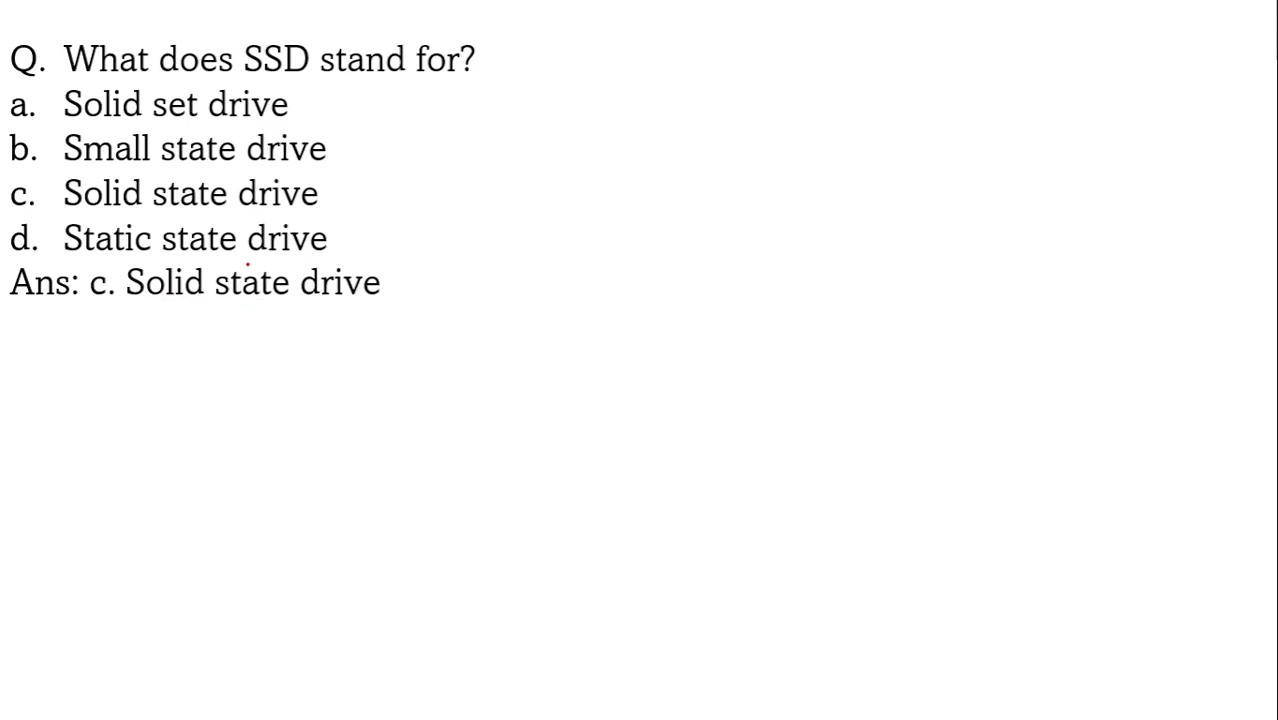 Q. What does SSD stand for?
a. Solid set drive
b. Small state drive
c. Solid state drive
d. Static state drive
Ans: c. Solid state drive